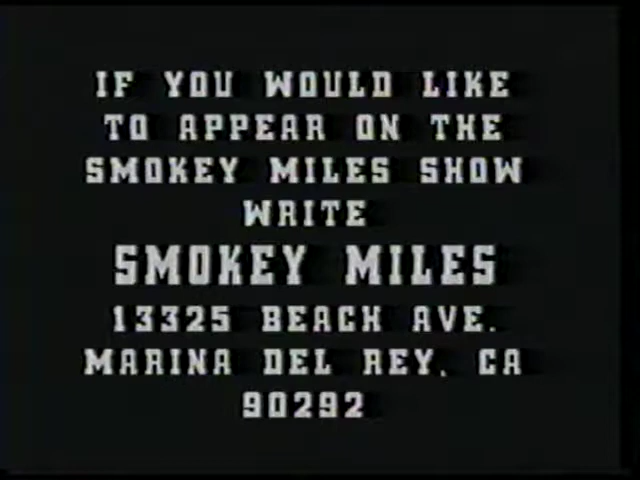 IF YOU WOULD LIKE
TO APPEAR ON THE
SMOKEY MILES SHOW
WRITE
SMOKEY MILES
13325 BEACH AVE.
MARINA DEL REY, CA
90292